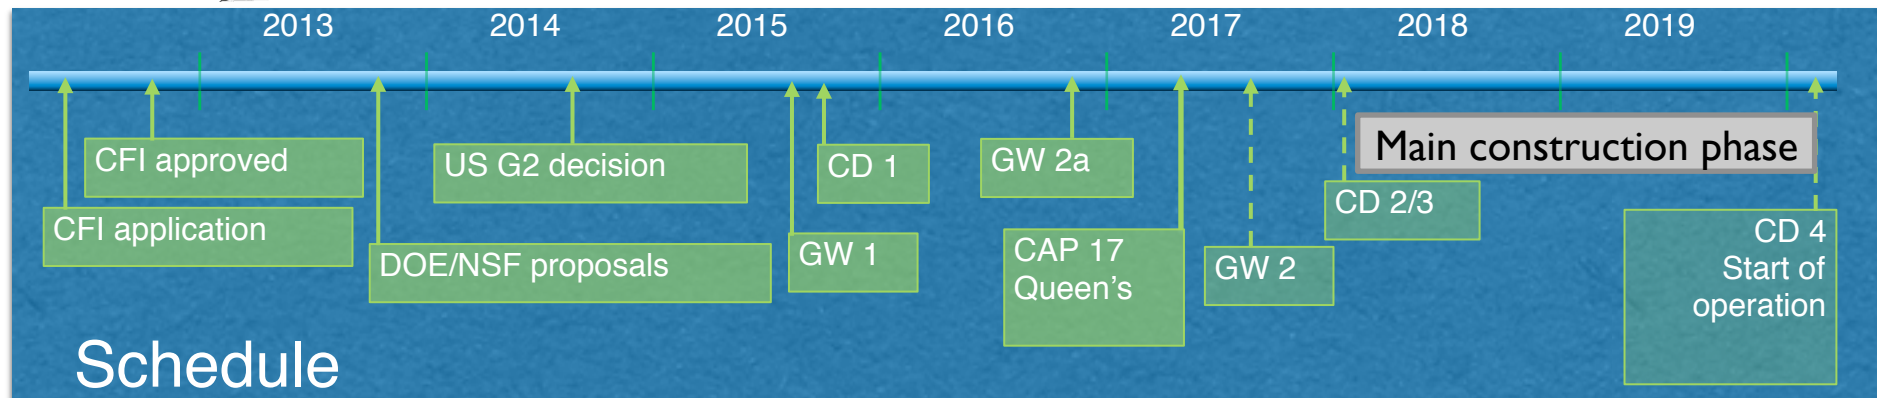 2013 2014 2015 2016 2017 2018 2019
CFI approved
CFI application
DOE/NSF proposals
US G2 decision
GW 1
CD 1
GW 2a
CAP 17
Queen’s
GW 2
CD 2/3
Main construction phase
CD 4
Start of
operation
Schedule